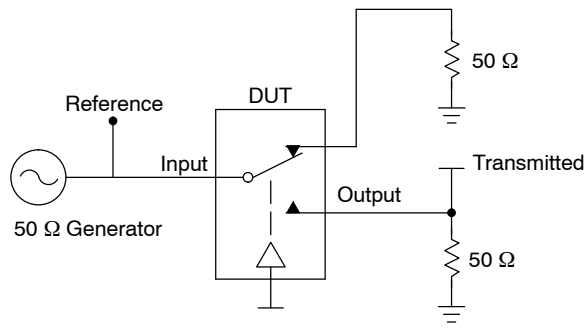 50 Ω
DUT
Reference
Input
Transmitted
Output
50 Ω Generator
50 Ω